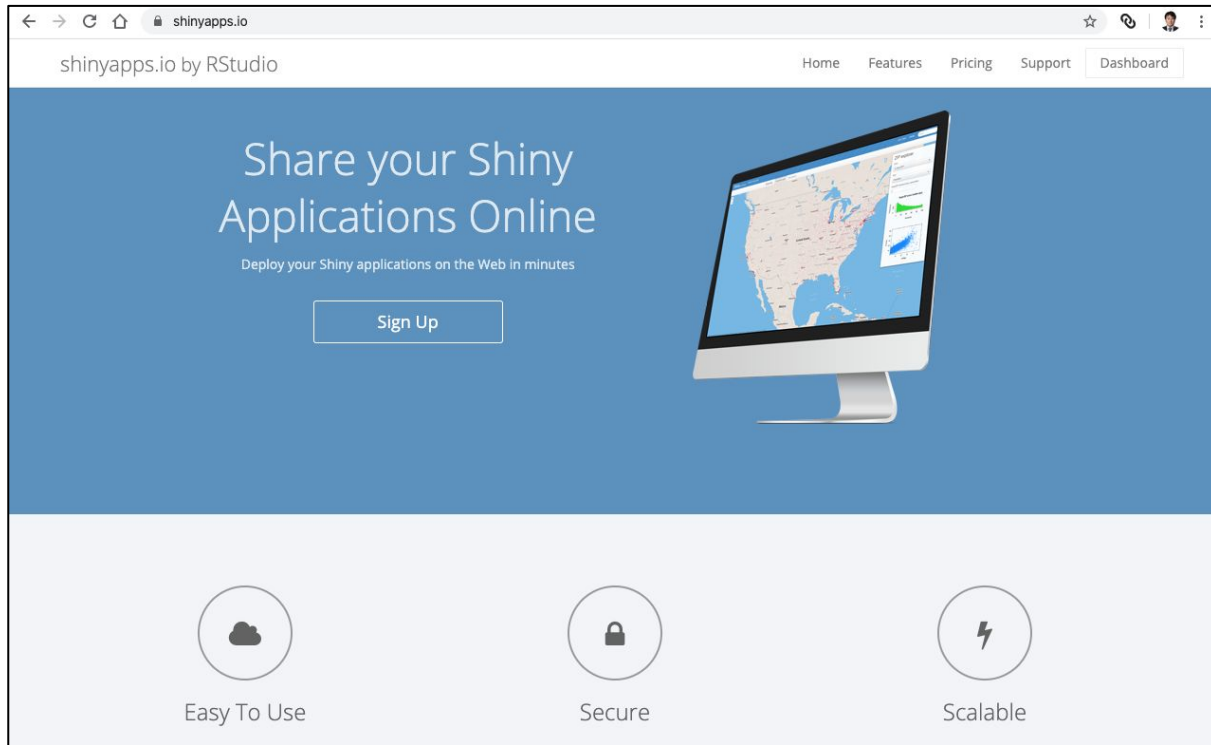 shinyapps.io
shinyapps.io by RStudio
Home Features Pricing Support Dashboard
Share your Shiny
Applications Online
Deploy your Shiny applications on the Web in minutes
Sign Up
Easy To Use
Secure
Scalable